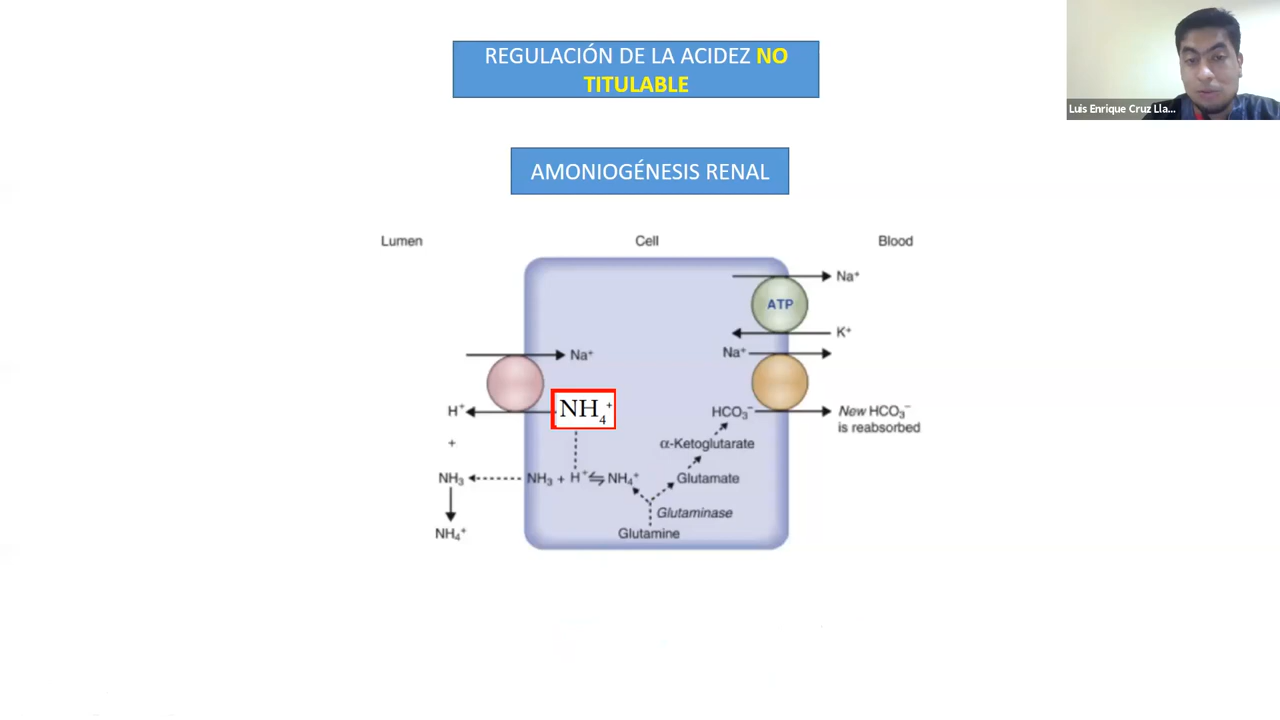 REGULACIÓN DE LA ACIDEZ NO
TITULABLE
Luis Enrique Cruz Lla...
AMONIOGÉNESIS RENAL
Lumen
Cell
Blood
Na⁺
ATP
K⁺
Na⁺
Na⁺
H⁺
NH₄⁺
HCO₃⁻
New HCO₃⁻
is reabsorbed
+
α-Ketoglutarate
NH₃
NH₃ + H⁺ ⇌ NH₄⁺
Glutamate
Glutaminase
NH₄⁺
Glutamine